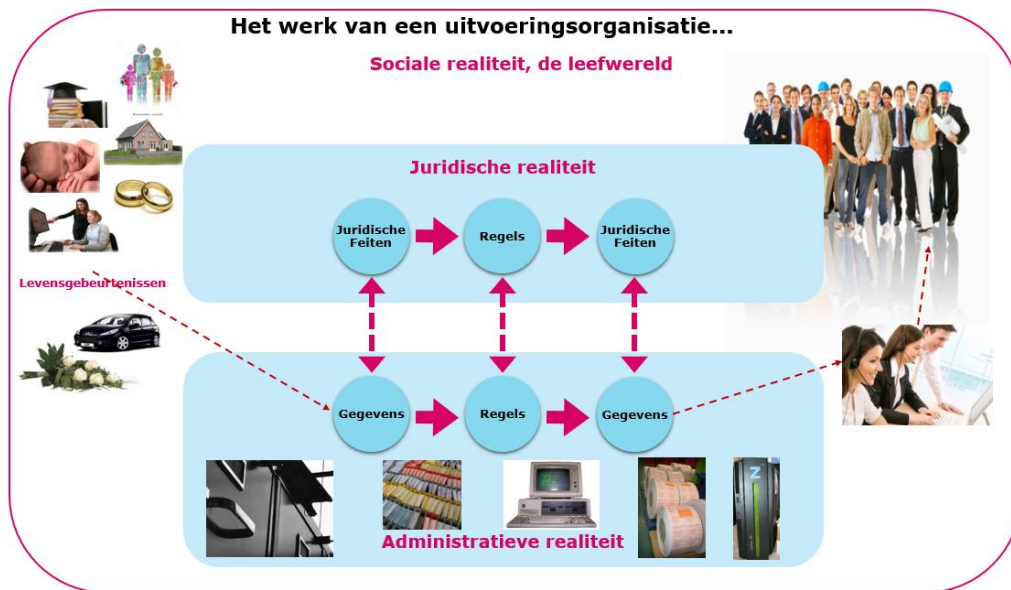 Het werk van een uitvoeringsorganisatie...
Sociale realiteit, de leefwereld
Juridische realiteit
Juridische
Feiten
Regels
Juridische
Feiten
Levensgebeurtenissen
Gegevens
Regels
Gegevens
Z
Administratieve realiteit